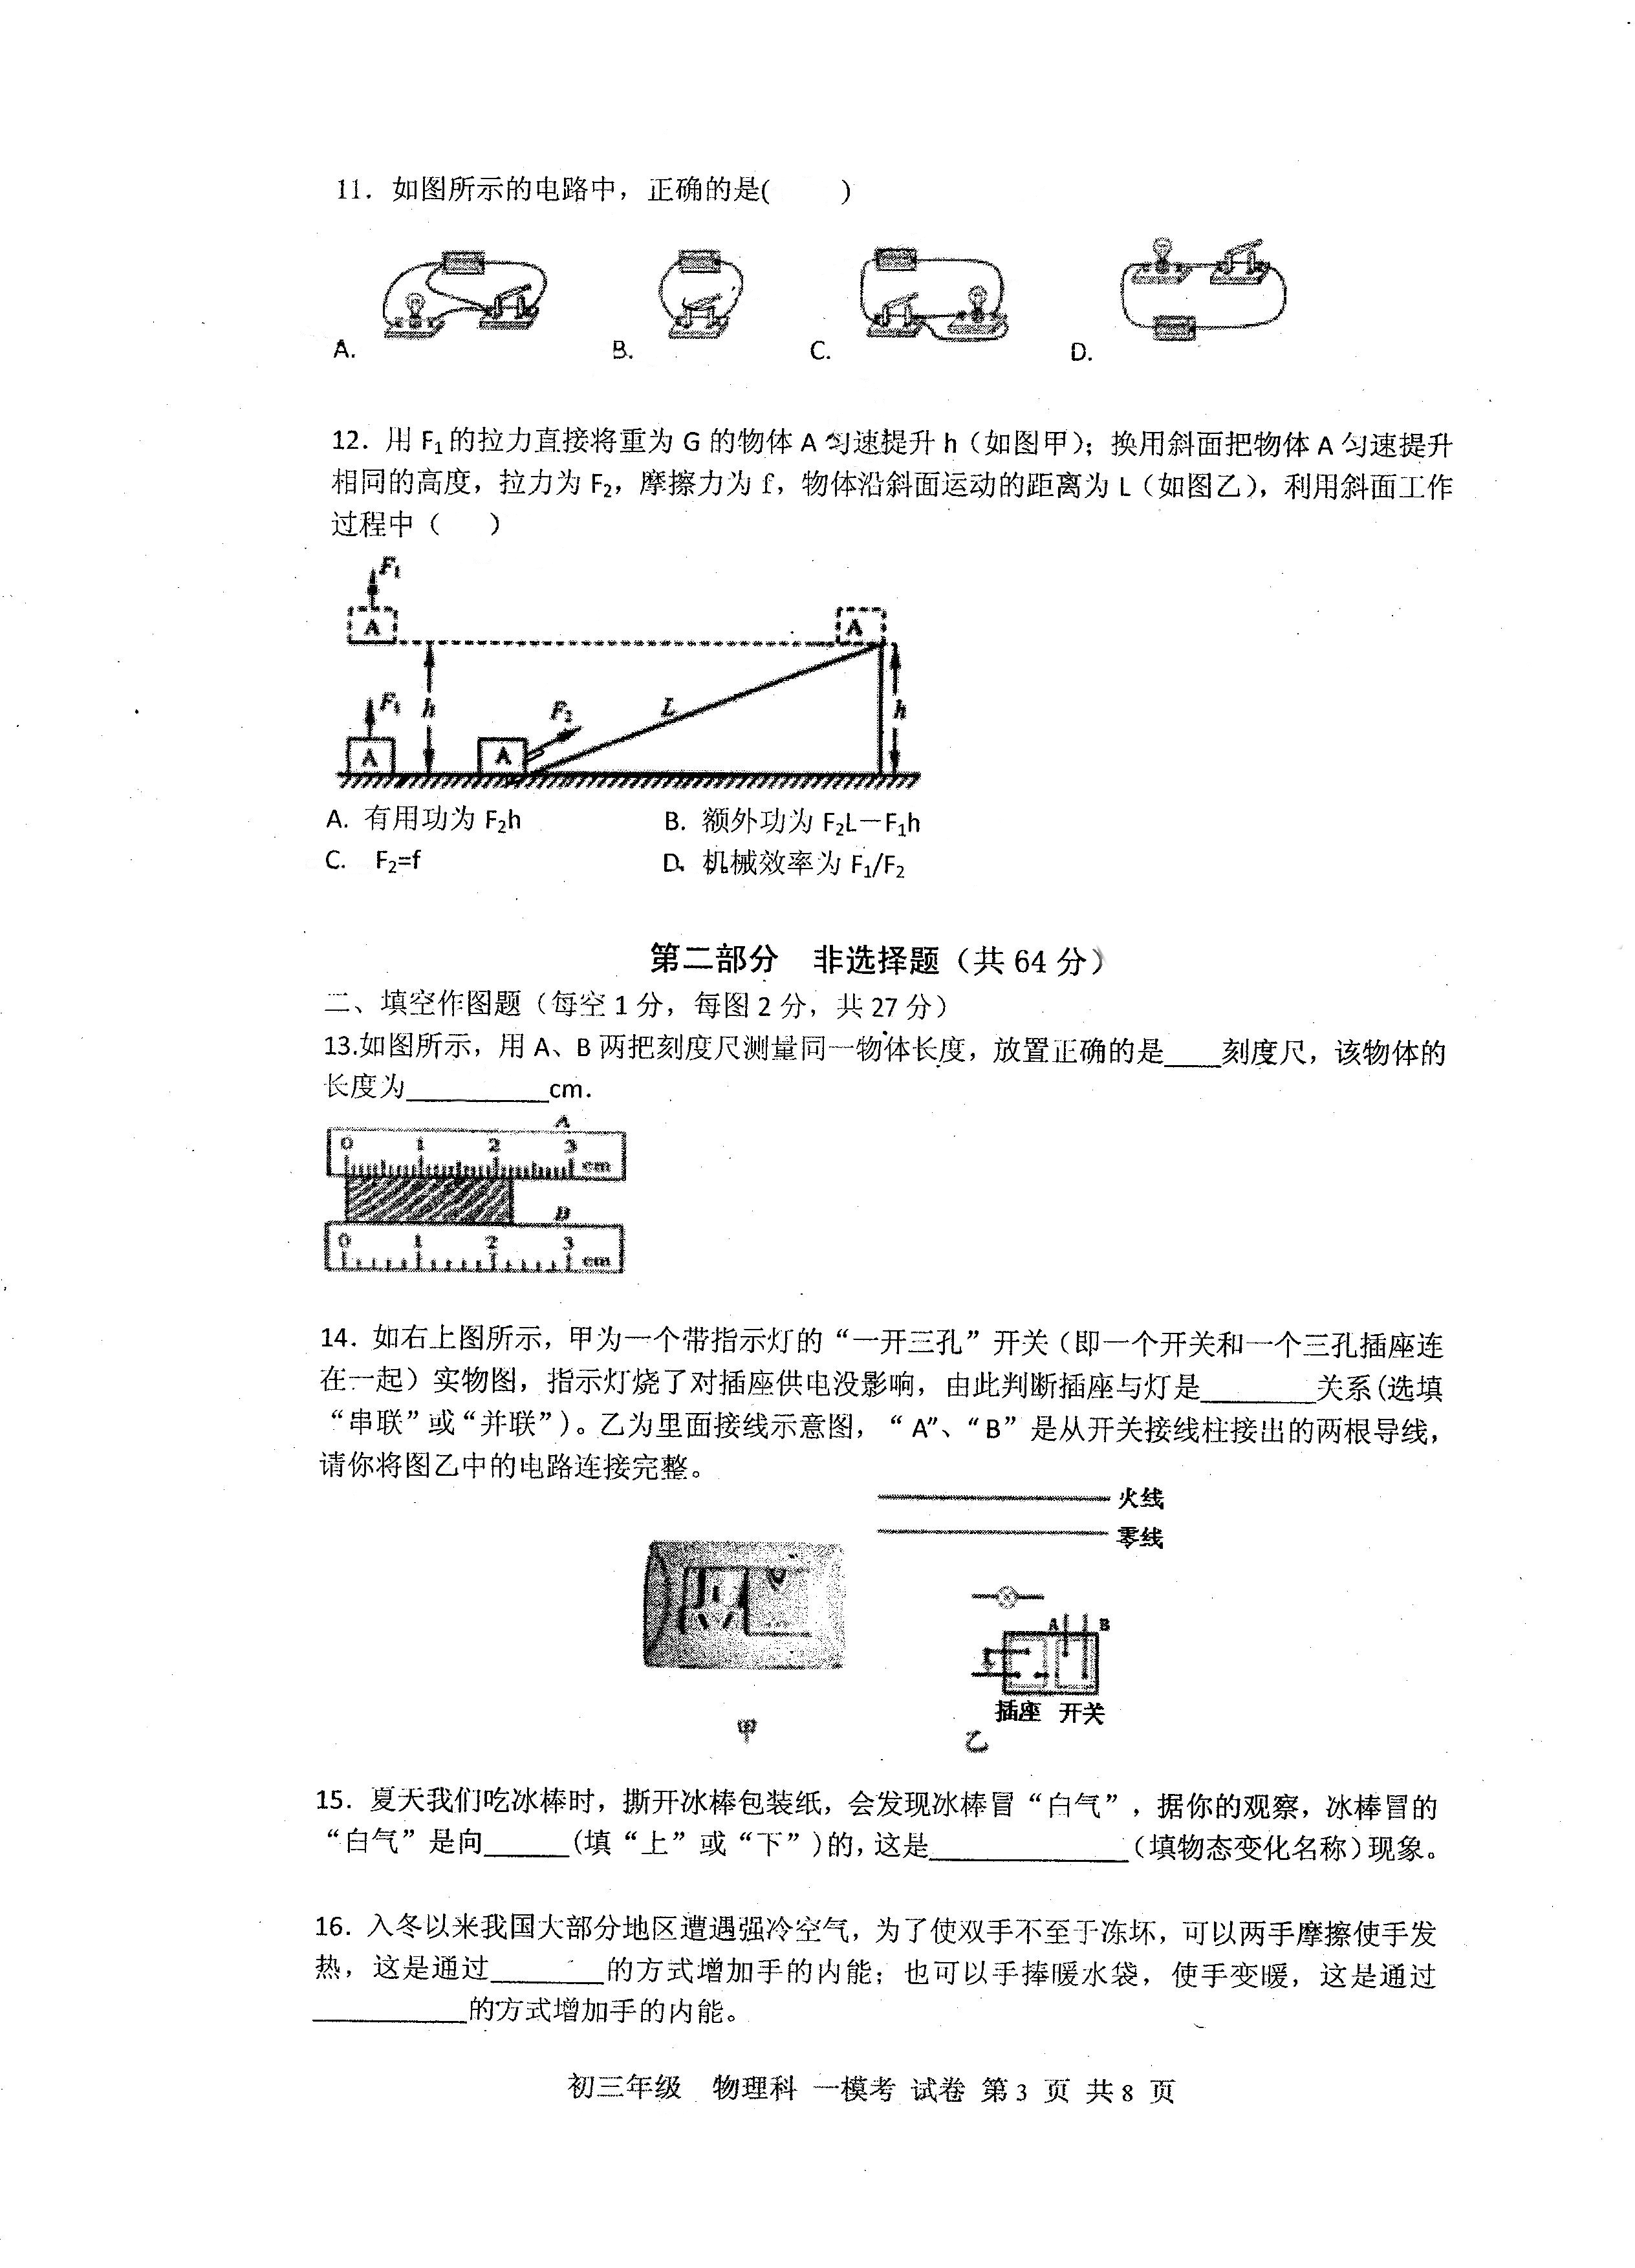 11. 如图所示的电路中，正确的是(      )
A.  B.  C.  D.
12. 用 F₁的拉力直接将重为 G 的物体 A 匀速提升 h（如图甲）；换用斜面把物体 A 匀速提升
相同的高度，拉力为 F₂，摩擦力为 f，物体沿斜面运动的距离为 L（如图乙），利用斜面工作
过程中（    ）
F₁
A  A
F₁  h  F₂  L  h
A  A
A. 有用功为 F₂h  B. 额外功为 F₂L－F₁h
C. F₂=f  D. 机械效率为 F₁/F₂
第二部分  非选择题（共 64 分）
二、填空作图题（每空 1 分，每图 2 分，共 27 分）
13.如图所示，用 A、B 两把刻度尺测量同一物体长度，放置正确的是____刻度尺，该物体的
长度为__________cm.
A
0 1 2 3 cm
B
0 1 2 3 cm
14. 如右上图所示，甲为一个带指示灯的“一开三孔”开关（即一个开关和一个三孔插座连
在一起）实物图，指示灯烧了对插座供电没影响，由此判断插座与灯是________关系(选填
“串联”或“并联”)。乙为里面接线示意图，“ A”、“B”是从开关接线柱接出的两根导线，
请你将图乙中的电路连接完整。
火线
零线
A B
插座 开关
甲 乙
15. 夏天我们吃冰棒时，撕开冰棒包装纸，会发现冰棒冒“白气”，据你的观察，冰棒冒的
“白气”是向______(填“上”或“下”)的，这是______________（填物态变化名称）现象。
16. 入冬以来我国大部分地区遭遇强冷空气，为了使双手不至于冻坏，可以两手摩擦使手发
热，这是通过________的方式增加手的内能；也可以手捧暖水袋，使手变暖，这是通过
___________的方式增加手的内能。
初三年级  物理科  一模考 试卷 第 3 页 共 8 页